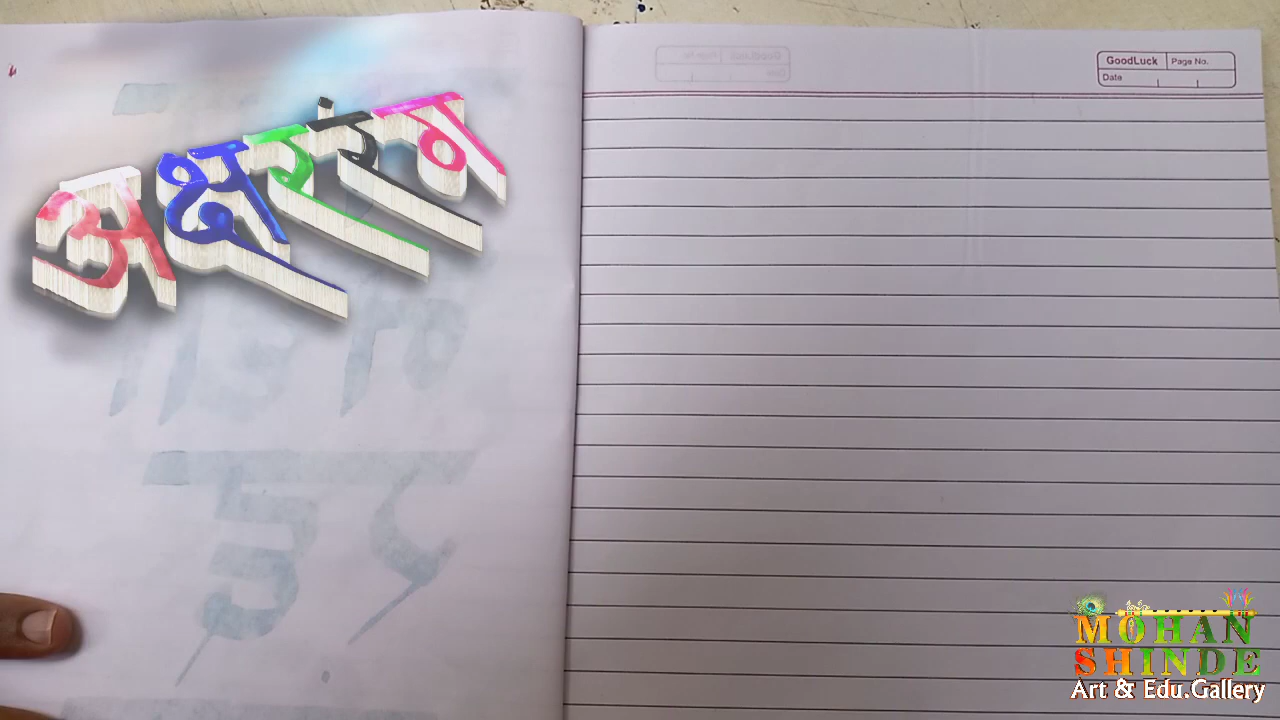 अक्षरंग
GoodLuck Page No.
Date
MOHAN
SHINDE
Art & Edu.Gallery